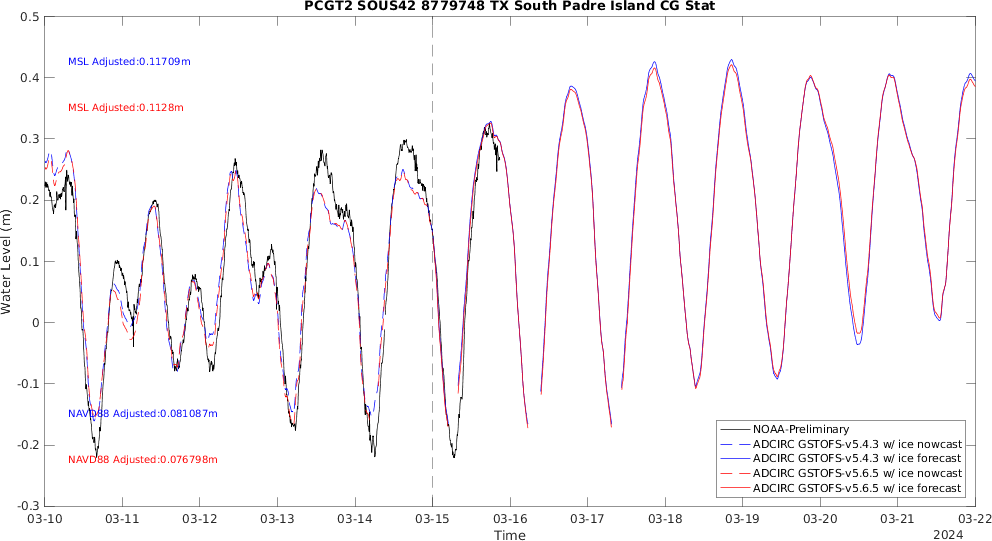 PCGT2 SOUS42 8779748 TX South Padre Island CG Stat
0.5
0.4
0.3
0.2
0.1
0
-0.1
-0.2
-0.3
Water Level (m)
MSL Adjusted:0.11709m
MSL Adjusted:0.1128m
NAVD88 Adjusted:0.081087m
NAVD88 Adjusted:0.076798m
NOAA-Preliminary
ADCIRC GSTOFS-v5.4.3 w/ ice nowcast
ADCIRC GSTOFS-v5.4.3 w/ ice forecast
ADCIRC GSTOFS-v5.6.5 w/ ice nowcast
ADCIRC GSTOFS-v5.6.5 w/ ice forecast
03-10 03-11 03-12 03-13 03-14 03-15 03-16 03-17 03-18 03-19 03-20 03-21 03-22
Time
2024